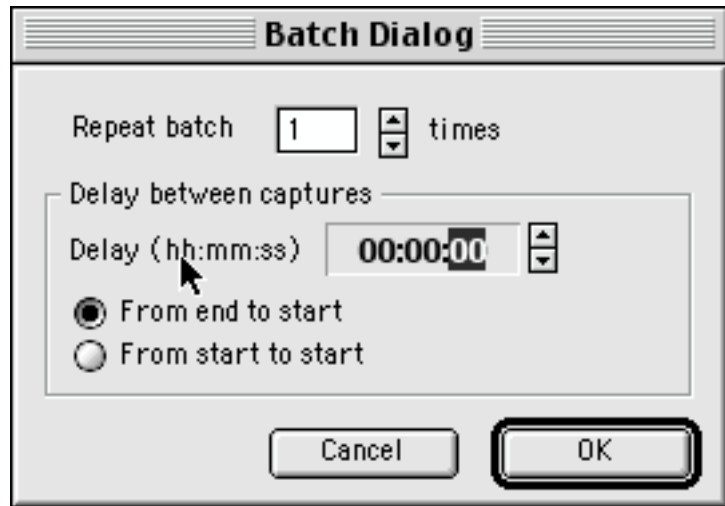 Batch Dialog
Repeat batch 1 times
Delay between captures
Delay (hh:mm:ss) 00:00:00
From end to start
From start to start
Cancel OK